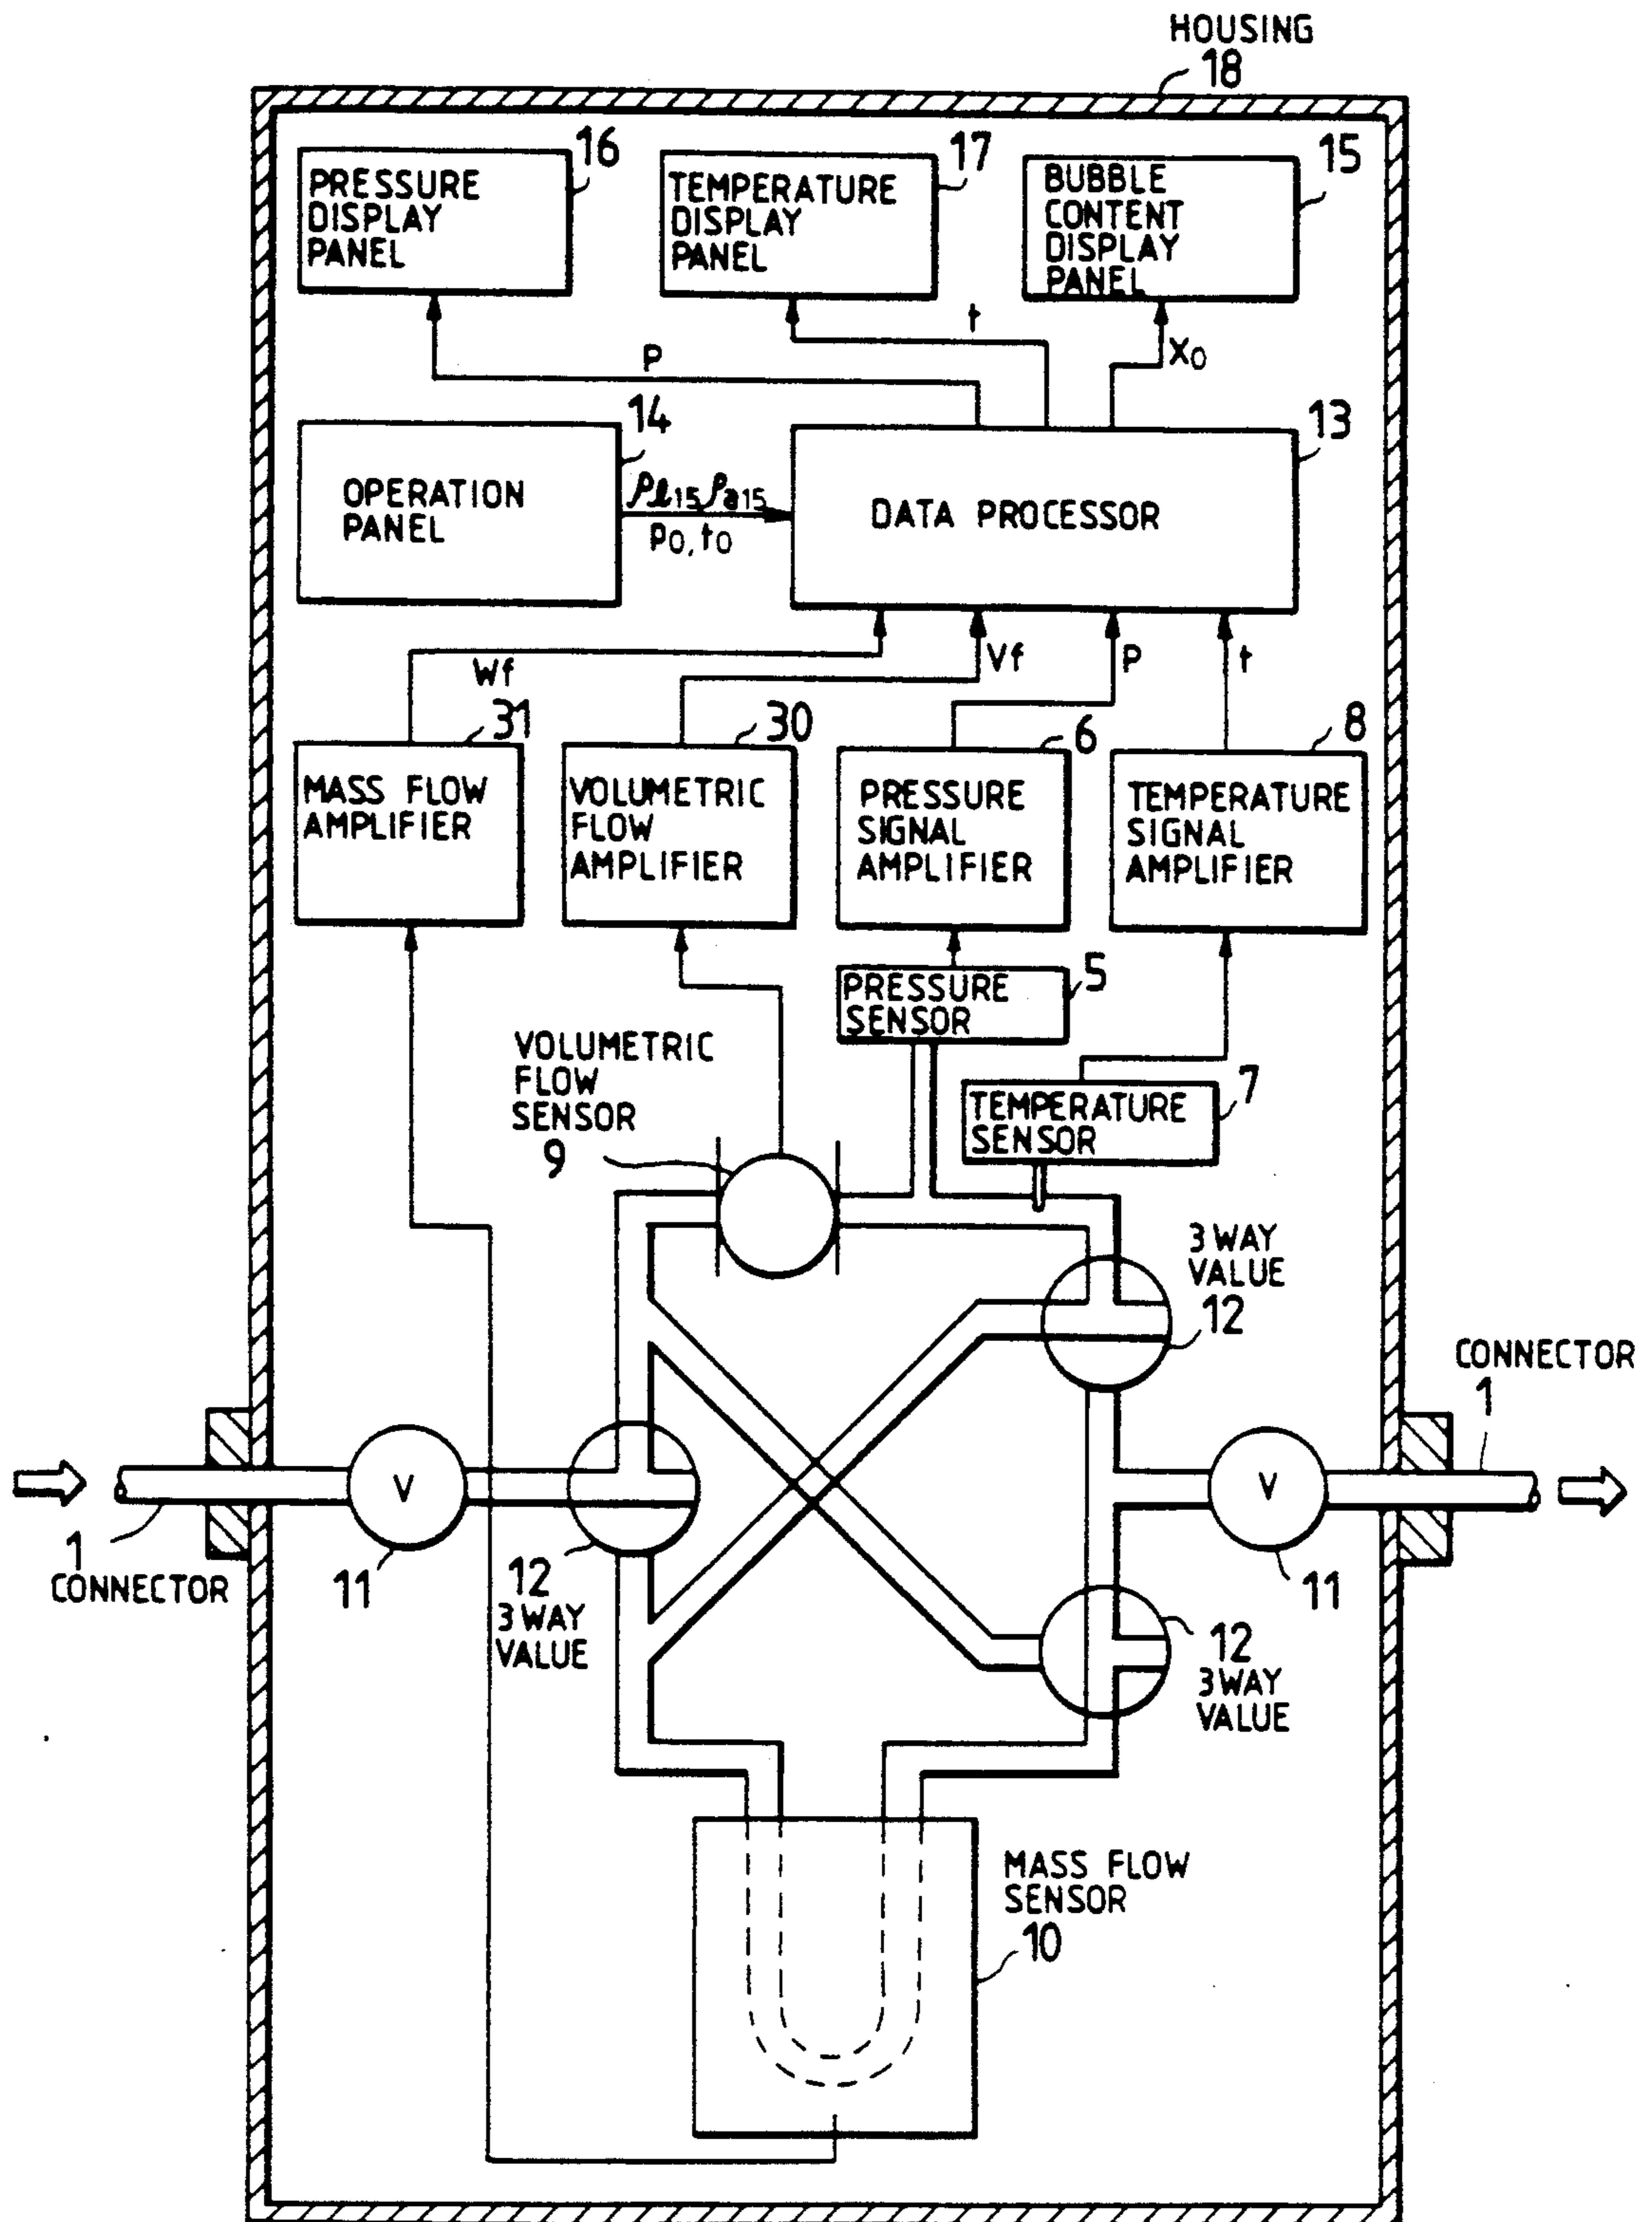 HOUSING
18
16
PRESSURE
DISPLAY
PANEL
17
TEMPERATURE
DISPLAY
PANEL
15
BUBBLE
CONTENT
DISPLAY
PANEL
P
t
X0
14
OPERATION
PANEL
ρℓ15 ρa15
P0, t0
13
DATA PROCESSOR
Wf
Vf
P
t
31
MASS FLOW
AMPLIFIER
30
VOLUMETRIC
FLOW
AMPLIFIER
6
PRESSURE
SIGNAL
AMPLIFIER
8
TEMPERATURE
SIGNAL
AMPLIFIER
5
PRESSURE
SENSOR
VOLUMETRIC
FLOW
SENSOR
9
7
TEMPERATURE
SENSOR
3 WAY
VALUE
12
CONNECTOR
1
V
V
1
CONNECTOR
11
12
3 WAY
VALUE
11
12
3 WAY
VALUE
MASS FLOW
SENSOR
10